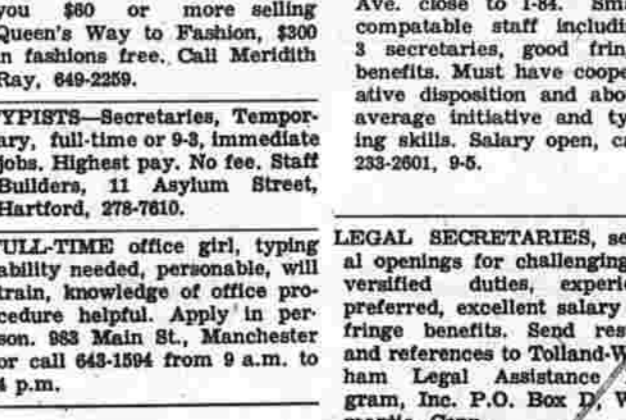 you $60 or more selling
Queen's Way to Fashion, $300
in fashions free. Call Meridith
Ray, 649-2259.
TYPISTS—Secretaries, Tempor-
ary, full-time or 9-3, immediate
jobs. Highest pay. No fee. Staff
Builders, 11 Asylum Street,
Hartford, 278-7610.
FULL-TIME office girl, typing
ability needed, personable, will
train, knowledge of office pro-
cedure helpful. Apply in per-
son. 983 Main St., Manchester
or call 643-1594 from 9 a.m. to
4 p.m.
Ave. close to I-84. Sm
compatable staff includi
3 secretaries, good frin
benefits. Must have coope
ative disposition and abo
average initiative and ty
ing skills. Salary open, c
233-2601, 9-5.
LEGAL SECRETARIES, se
al openings for challenging
versified duties, experi
preferred, excellent salary
fringe benefits. Send res
and references to Tolland-W
ham Legal Assistance
gram, Inc. P.O. Box D, W